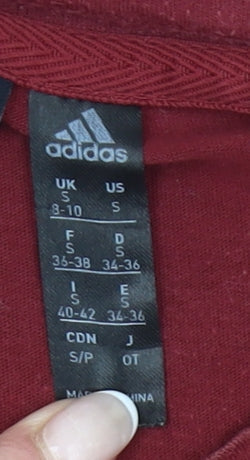 adidas
UK US
S S
8-10
F D
S S
36-38 34-36
I E
S S
40-42 34-36
CDN J
S/P OT